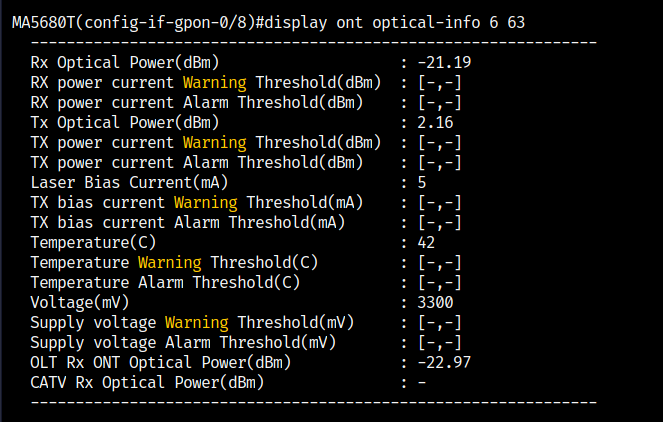 MA5680T(config-if-gpon-0/8)#display ont optical-info 6 63
-----------------------------------------------------------------
Rx Optical Power(dBm) : -21.19
RX power current Warning Threshold(dBm) : [-,-]
RX power current Alarm Threshold(dBm) : [-,-]
Tx Optical Power(dBm) : 2.16
TX power current Warning Threshold(dBm) : [-,-]
TX power current Alarm Threshold(dBm) : [-,-]
Laser Bias Current(mA) : 5
TX bias current Warning Threshold(mA) : [-,-]
TX bias current Alarm Threshold(mA) : [-,-]
Temperature(C) : 42
Temperature Warning Threshold(C) : [-,-]
Temperature Alarm Threshold(C) : [-,-]
Voltage(mV) : 3300
Supply voltage Warning Threshold(mV) : [-,-]
Supply voltage Alarm Threshold(mV) : [-,-]
OLT Rx ONT Optical Power(dBm) : -22.97
CATV Rx Optical Power(dBm) : -
-----------------------------------------------------------------